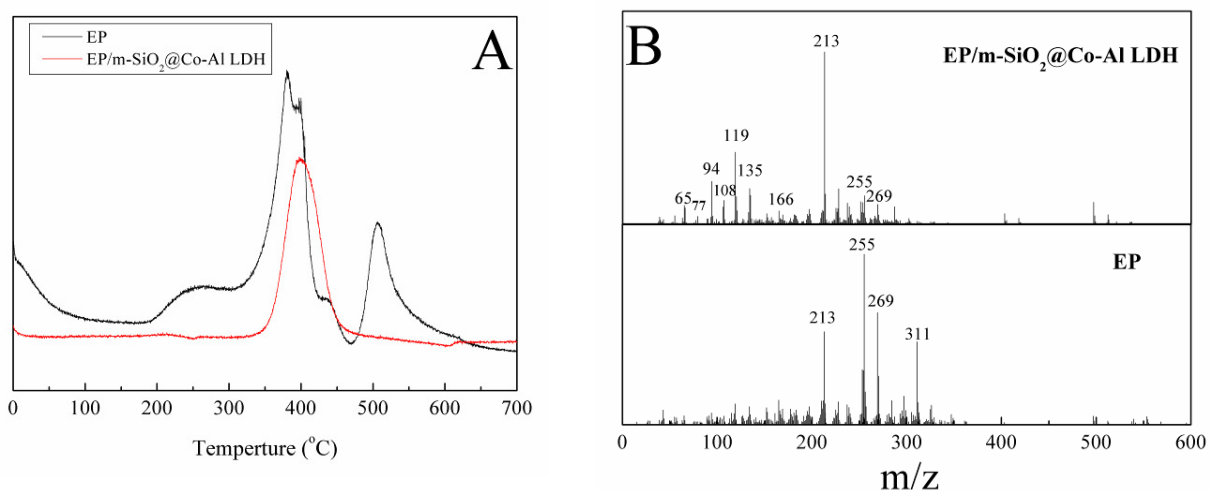 A
EP
EP/m-SiO₂@Co-Al LDH
0 100 200 300 400 500 600 700
Temperture (°C)
B
EP/m-SiO₂@Co-Al LDH
213
119
94
135
65
77
108
166
255
269
EP
255
269
213
311
0 100 200 300 400 500 600
m/z